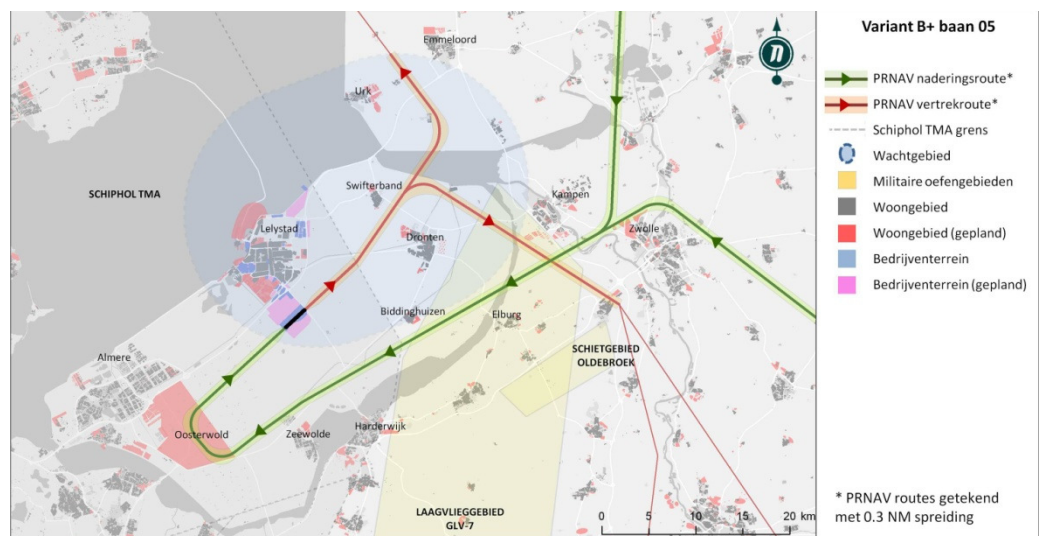 Variant B+ baan 05
PRNAV naderingsroute*
PRNAV vertrekroute*
Schiphol TMA grens
Wachtgebied
Militaire oefengebieden
Woongebied
Woongebied (gepland)
Bedrijventerrein
Bedrijventerrein (gepland)
* PRNAV routes getekend
met 0.3 NM spreiding
Emmeloord
Urk
SCHIPHOL TMA
Swifterband
Kampen
Lelystad
Dronten
Zwolle
Biddinghuizen
Elburg
Almere
SCHIETGEBIED
OLDEBROEK
Oosterwold
Zeewolde
Harderwijk
LAAGVLIEGGEBIED
GLV-7
0 5 10 15 20 km